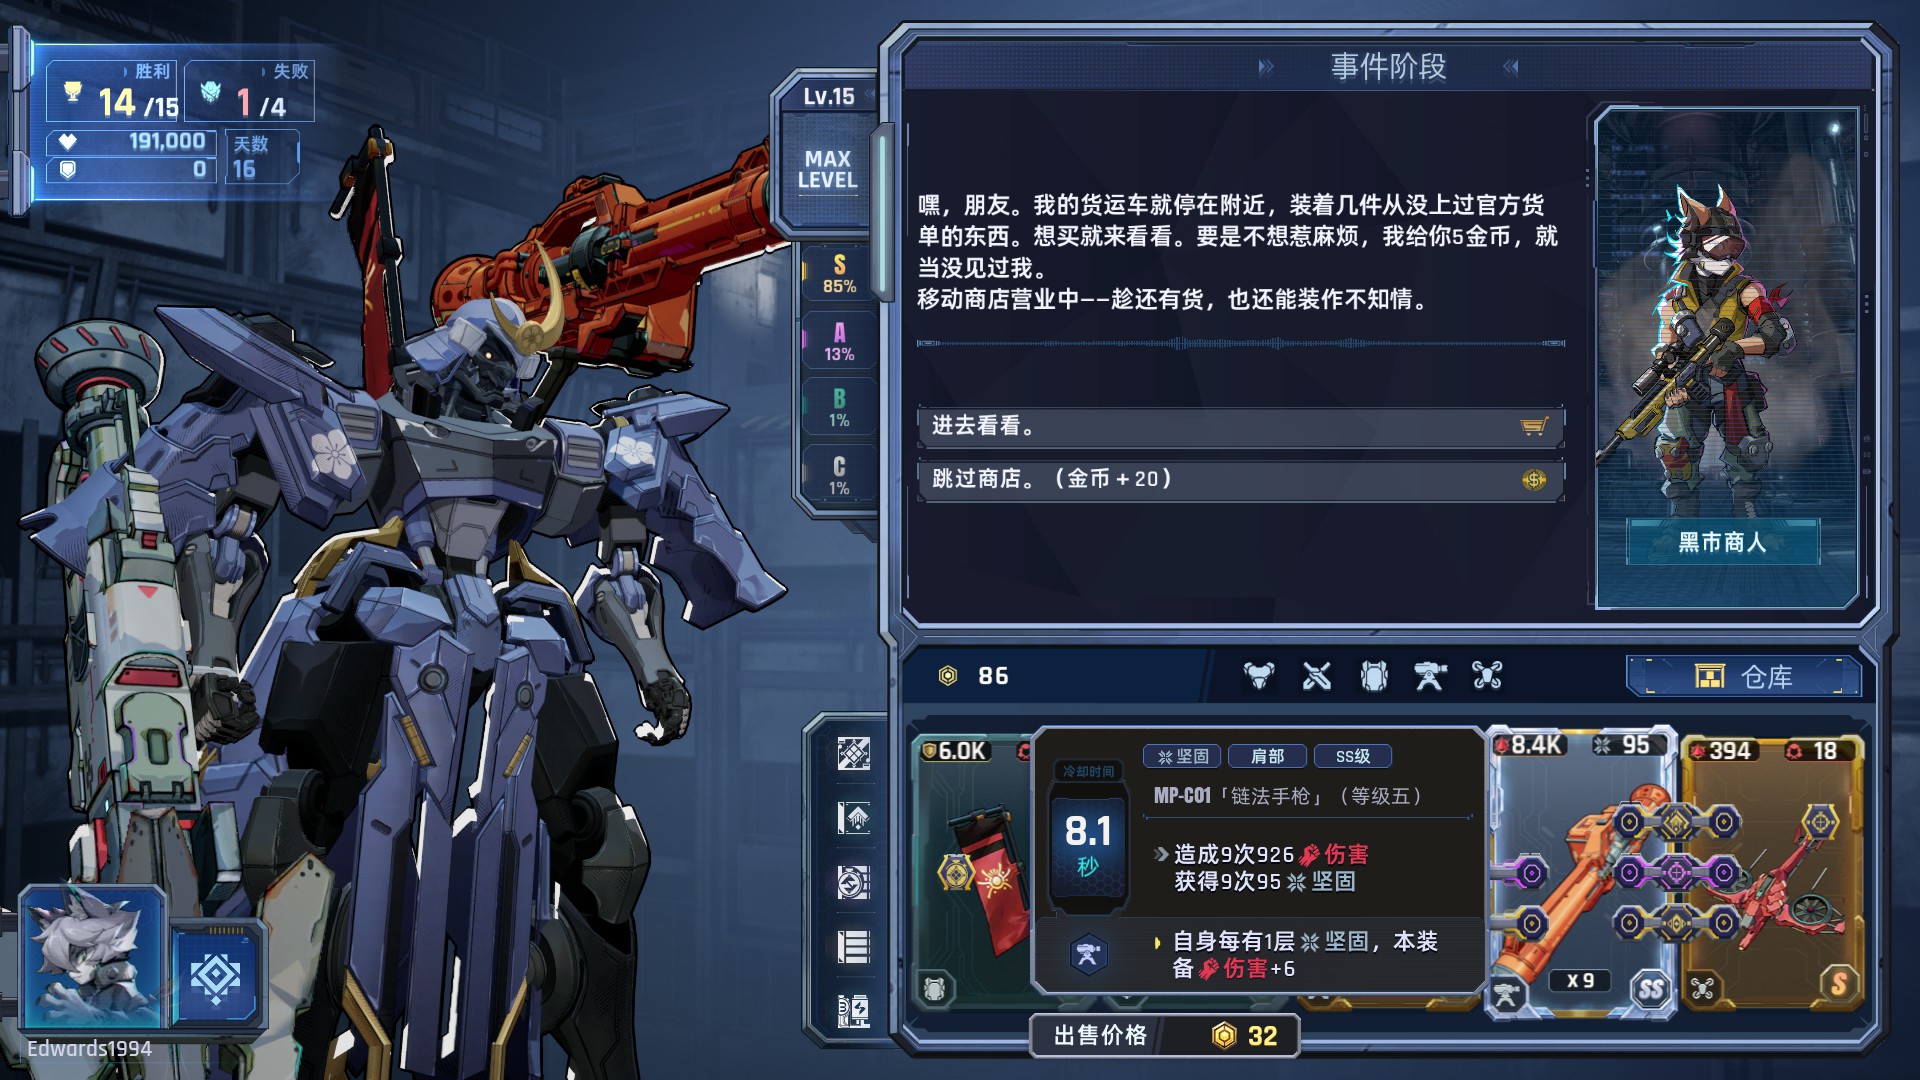 胜利
14/15
失败
1/4
191,000
0
天数
16
Lv.15
MAX
LEVEL
S
85%
A
13%
B
1%
C
1%
事件阶段
嘿，朋友。我的货运车就停在附近，装着几件从没上过官方货
单的东西。想买就来看看。要是不想惹麻烦，我给你5金币，就
当没见过我。
移动商店营业中——趁还有货，也还能装作不知情。
进去看看。
跳过商店。（金币+20）
黑市商人
86
仓库
6.0K
冷却时间
8.1
秒
坚固
肩部
SS级
MP-C01「链法手枪」（等级五）
造成9次926伤害
获得9次95坚固
自身每有1层坚固，本装
备伤害+6
8.4K
95
X9
SS
394
18
S
出售价格
32
Edwards1994